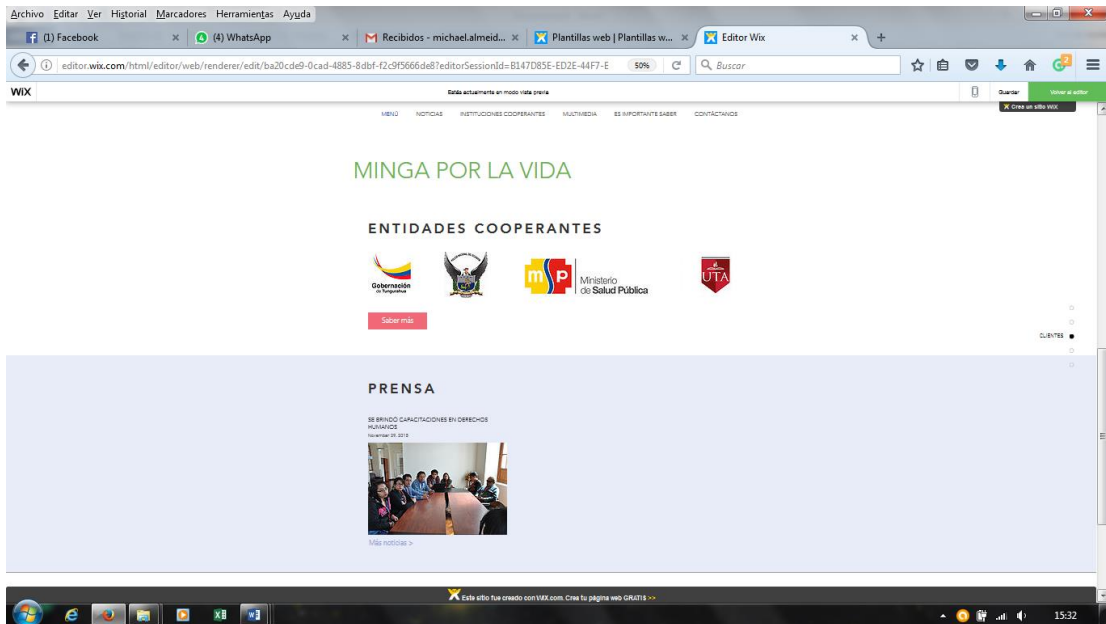 Archivo Editar Ver Historial Marcadores Herramientas Ayuda
(1) Facebook
(4) WhatsApp
Recibidos - michael.almeid...
Plantillas web | Plantillas w...
Editor Wix
editor.wix.com/html/editor/web/renderer/edit/ba20cde9-0cad-4885-8dbf-f2c9f5666de8?editorSessionId=B147D85E-ED2E-44F7-E
50%
Buscar
WiX
Estás actualmente en modo vista previa
Guardar
Volver al editor
Crea un sitio WiX
MENÚ NOTICIAS INSTITUCIONES COOPERANTES MULTIMEDIA ES IMPORTANTE SABER CONTÁCTANOS
MINGA POR LA VIDA
ENTIDADES COOPERANTES
Gobernación
de Tungurahua
mp
Ministerio
de Salud Pública
UTA
Saber más
CLIENTES
PRENSA
SE BRINDÓ CAPACITACIONES EN DERECHOS
HUMANOS
Más noticias >
Este sitio fue creado con WIX.com. Crea tu página web GRATIS >>
15:32